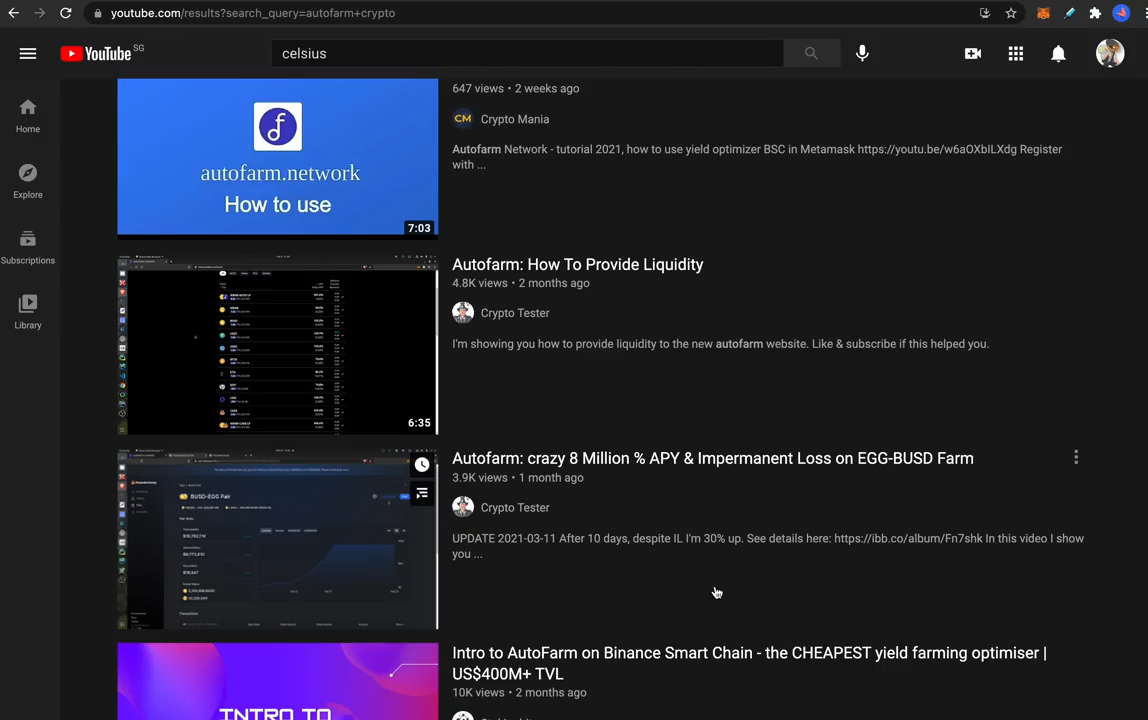 youtube.com/results?search_query=autofarm+crypto
YouTube SG
celsius
Home
Explore
Subscriptions
Library
autofarm.network
How to use
7:03
647 views • 2 weeks ago
CM Crypto Mania
Autofarm Network - tutorial 2021, how to use yield optimizer BSC in Metamask https://youtu.be/w6aOXbILXdg Register
with ...
6:35
Autofarm: How To Provide Liquidity
4.8K views • 2 months ago
Crypto Tester
I'm showing you how to provide liquidity to the new autofarm website. Like & subscribe if this helped you.
BUSD-EGG Pair
Autofarm: crazy 8 Million % APY & Impermanent Loss on EGG-BUSD Farm
3.9K views • 1 month ago
Crypto Tester
UPDATE 2021-03-11 After 10 days, despite IL I'm 30% up. See details here: https://ibb.co/album/Fn7shk In this video I show
you ...
INTRO TO
Intro to AutoFarm on Binance Smart Chain - the CHEAPEST yield farming optimiser |
US$400M+ TVL
10K views • 2 months ago